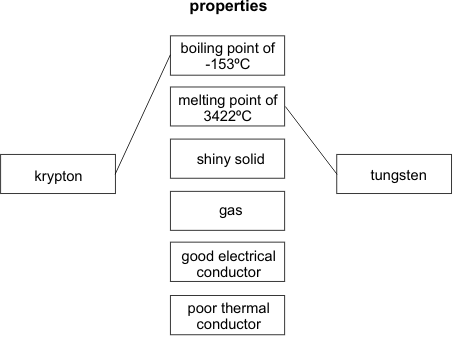 properties
boiling point of
-153ºC
melting point of
3422ºC
shiny solid
krypton
tungsten
gas
good electrical
conductor
poor thermal
conductor